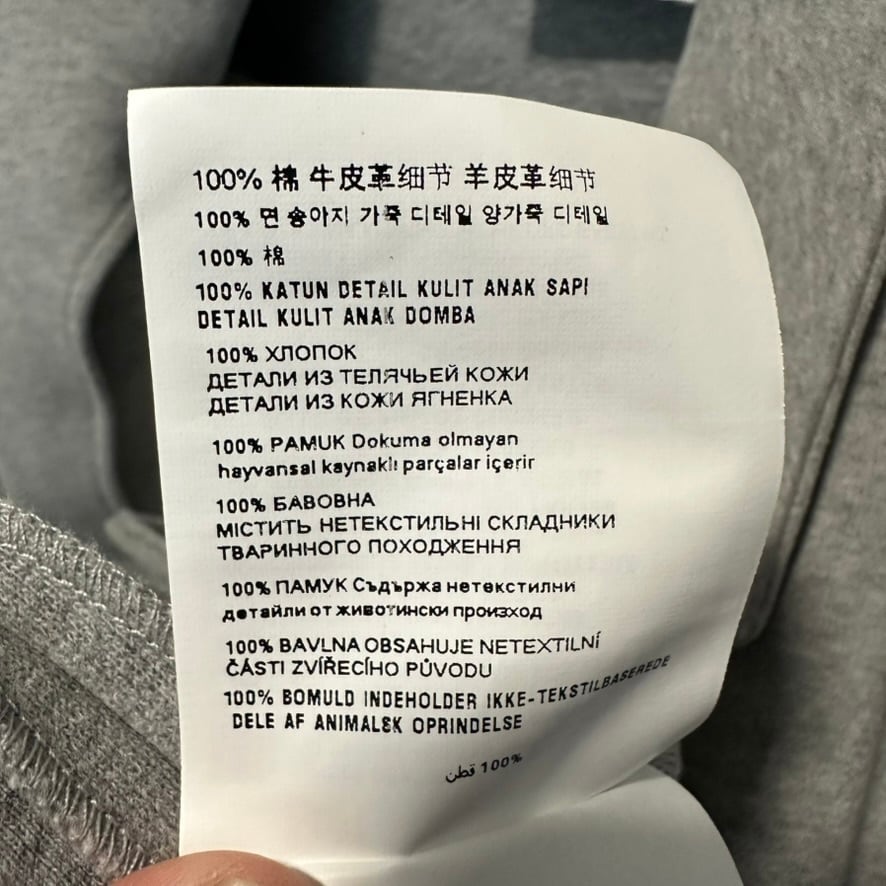 100% 棉 牛皮革细节 羊皮革细节
100% 면 송아지 가죽 디테일 양가죽 디테일
100% 棉
100% KATUN DETAIL KULIT ANAK SAPI
DETAIL KULIT ANAK DOMBA
100% ХЛОПОК
ДЕТАЛИ ИЗ ТЕЛЯЧЬЕЙ КОЖИ
ДЕТАЛИ ИЗ КОЖИ ЯГНЕНКА
100% PAMUK Dokuma olmayan
hayvansal kaynaklı parçalar içerir
100% БАВОВНА
МІСТИТЬ НЕТЕКСТИЛЬНІ СКЛАДНИКИ
ТВАРИННОГО ПОХОДЖЕННЯ
100% ПАМУК Съдържа нетекстилни
детайли от животински произход
100% BAVLNA OBSAHUJE NETEXTILNÍ
ČÁSTI ZVÍŘECÍHO PŮVODU
100% BOMULD INDEHOLDER IKKE-TEKSTILBASEREDE
DELE AF ANIMALSK OPRINDELSE
100% قطن